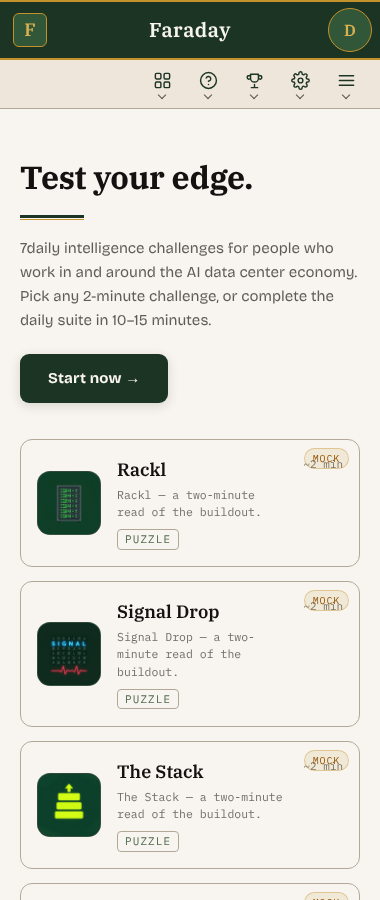 F
Faraday
D
Test your edge.
7daily intelligence challenges for people who
work in and around the AI data center economy.
Pick any 2-minute challenge, or complete the
daily suite in 10–15 minutes.
Start now →
Rackl
MOCK
~2 min
Rackl — a two-minute
read of the buildout.
PUZZLE
Signal Drop
MOCK
~2 min
SIGNAL
Signal Drop — a two-
minute read of the
buildout.
PUZZLE
The Stack
MOCK
~2 min
The Stack — a two-minute
read of the buildout.
PUZZLE